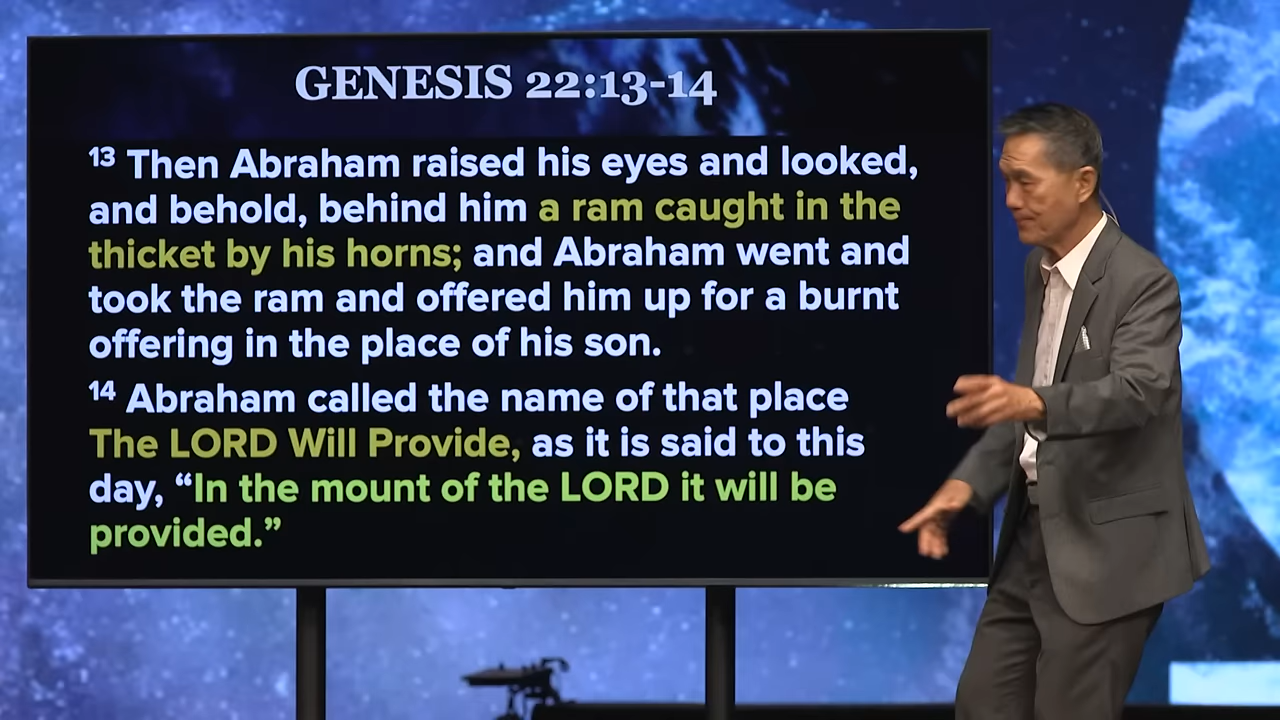 GENESIS 22:13-14
¹³ Then Abraham raised his eyes and looked,
and behold, behind him a ram caught in the
thicket by his horns; and Abraham went and
took the ram and offered him up for a burnt
offering in the place of his son.
¹⁴ Abraham called the name of that place
The LORD Will Provide, as it is said to this
day, “In the mount of the LORD it will be
provided.”